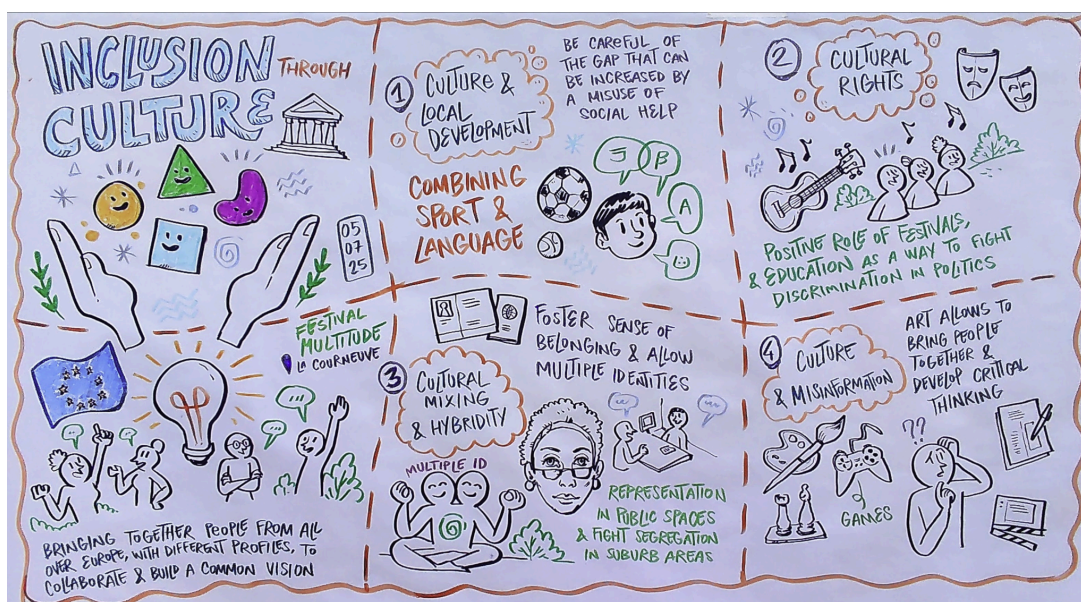 INCLUSION
THROUGH
CULTURE
05
07
25
FESTIVAL
MULTITUDE
LA COURNEUVE
BRINGING TOGETHER PEOPLE FROM ALL
OVER EUROPE, WITH DIFFERENT PROFILES, TO
COLLABORATE & BUILD A COMMON VISION
1
CULTURE &
LOCAL
DEVELOPMENT
BE CAREFUL OF
THE GAP THAT CAN
BE INCREASED BY
A MISUSE OF
SOCIAL HELP
COMBINING
SPORT &
LANGUAGE
B
A
2
CULTURAL
RIGHTS
POSITIVE ROLE OF FESTIVALS,
& EDUCATION AS A WAY TO FIGHT
DISCRIMINATION IN POLITICS
3
CULTURAL
MIXING
& HYBRIDITY
FOSTER SENSE OF
BELONGING & ALLOW
MULTIPLE IDENTITIES
MULTIPLE ID
REPRESENTATION
IN PUBLIC SPACES
& FIGHT SEGREGATION
IN SUBURB AREAS
4
CULTURE
& MISINFORMATION
ART ALLOWS TO
BRING PEOPLE
TOGETHER &
DEVELOP CRITICAL
THINKING
??
GAMES